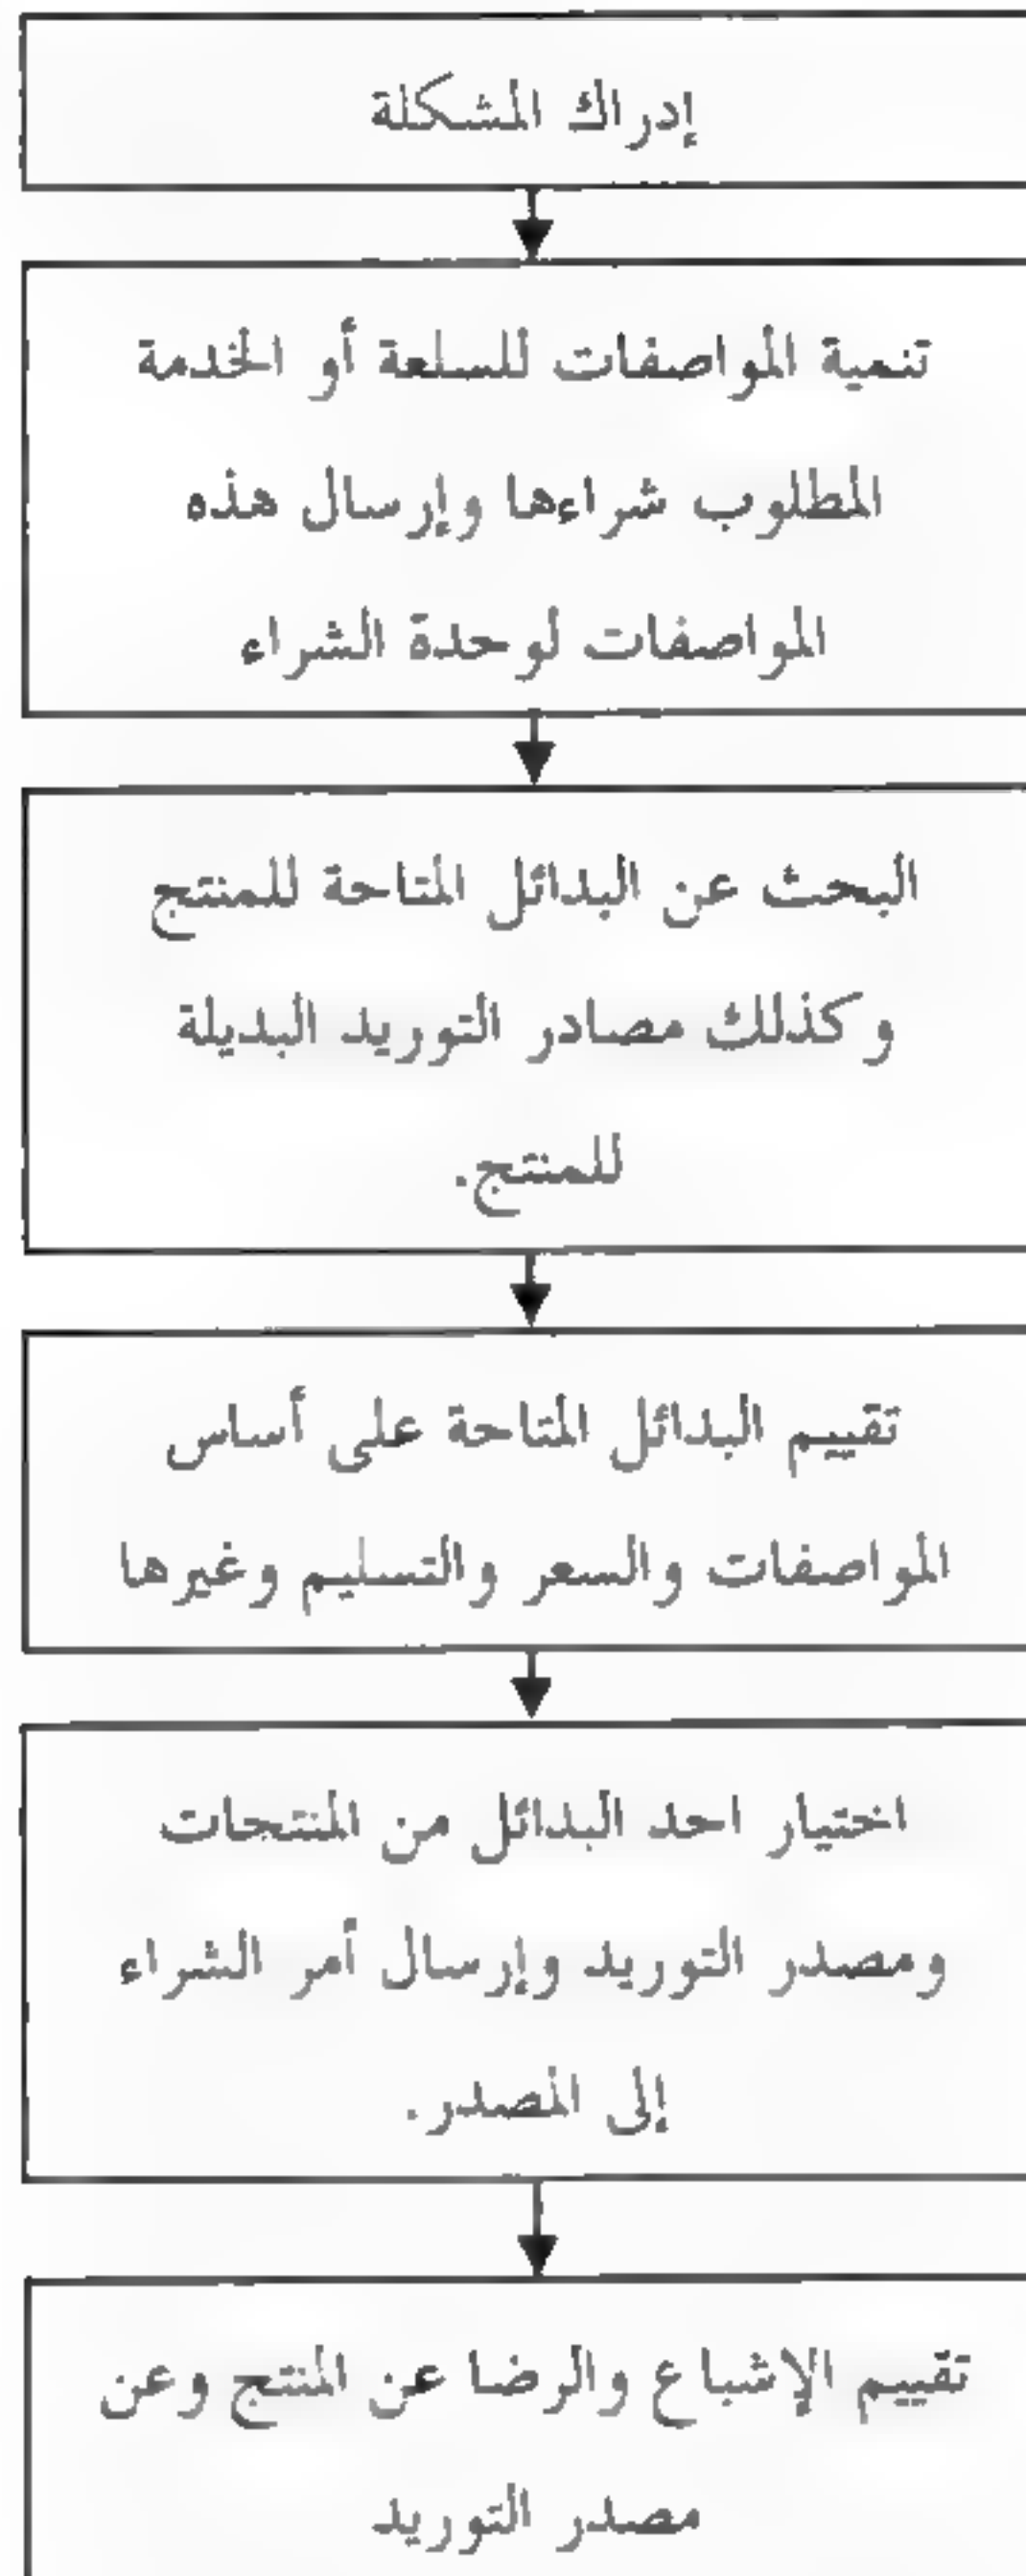 إدراك المشكلة
تنمية المواصفات للسلعة أو الخدمة
المطلوب شراءها وإرسال هذه
المواصفات لوحدة الشراء
البحث عن البدائل المتاحة للمنتج
وكذلك مصادر التوريد البديلة
للمنتج.
تقييم البدائل المتاحة على أساس
المواصفات والسعر والتسليم وغيرها
اختيار احد البدائل من المنتجات
ومصدر التوريد وإرسال أمر الشراء
إلى المصدر.
تقييم الإشباع والرضا عن المنتج وعن
مصدر التوريد